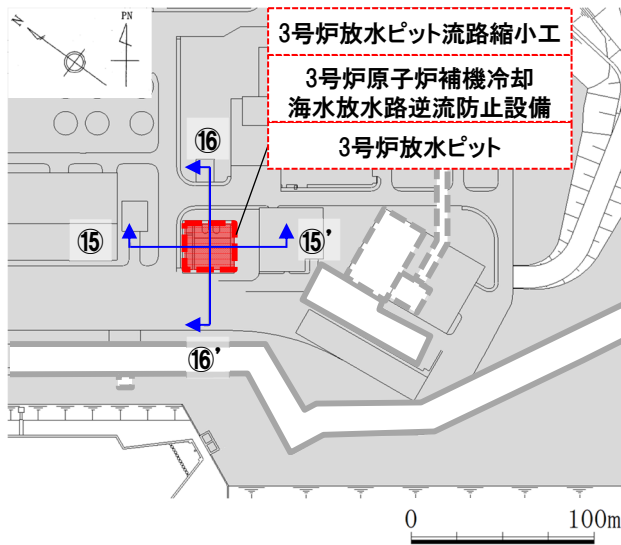 N
PN
3号炉放水ピット流路縮小工
3号炉原子炉補機冷却
海水放水路逆流防止設備
3号炉放水ピット
⑯
⑮
⑮'
⑯'
0
100m